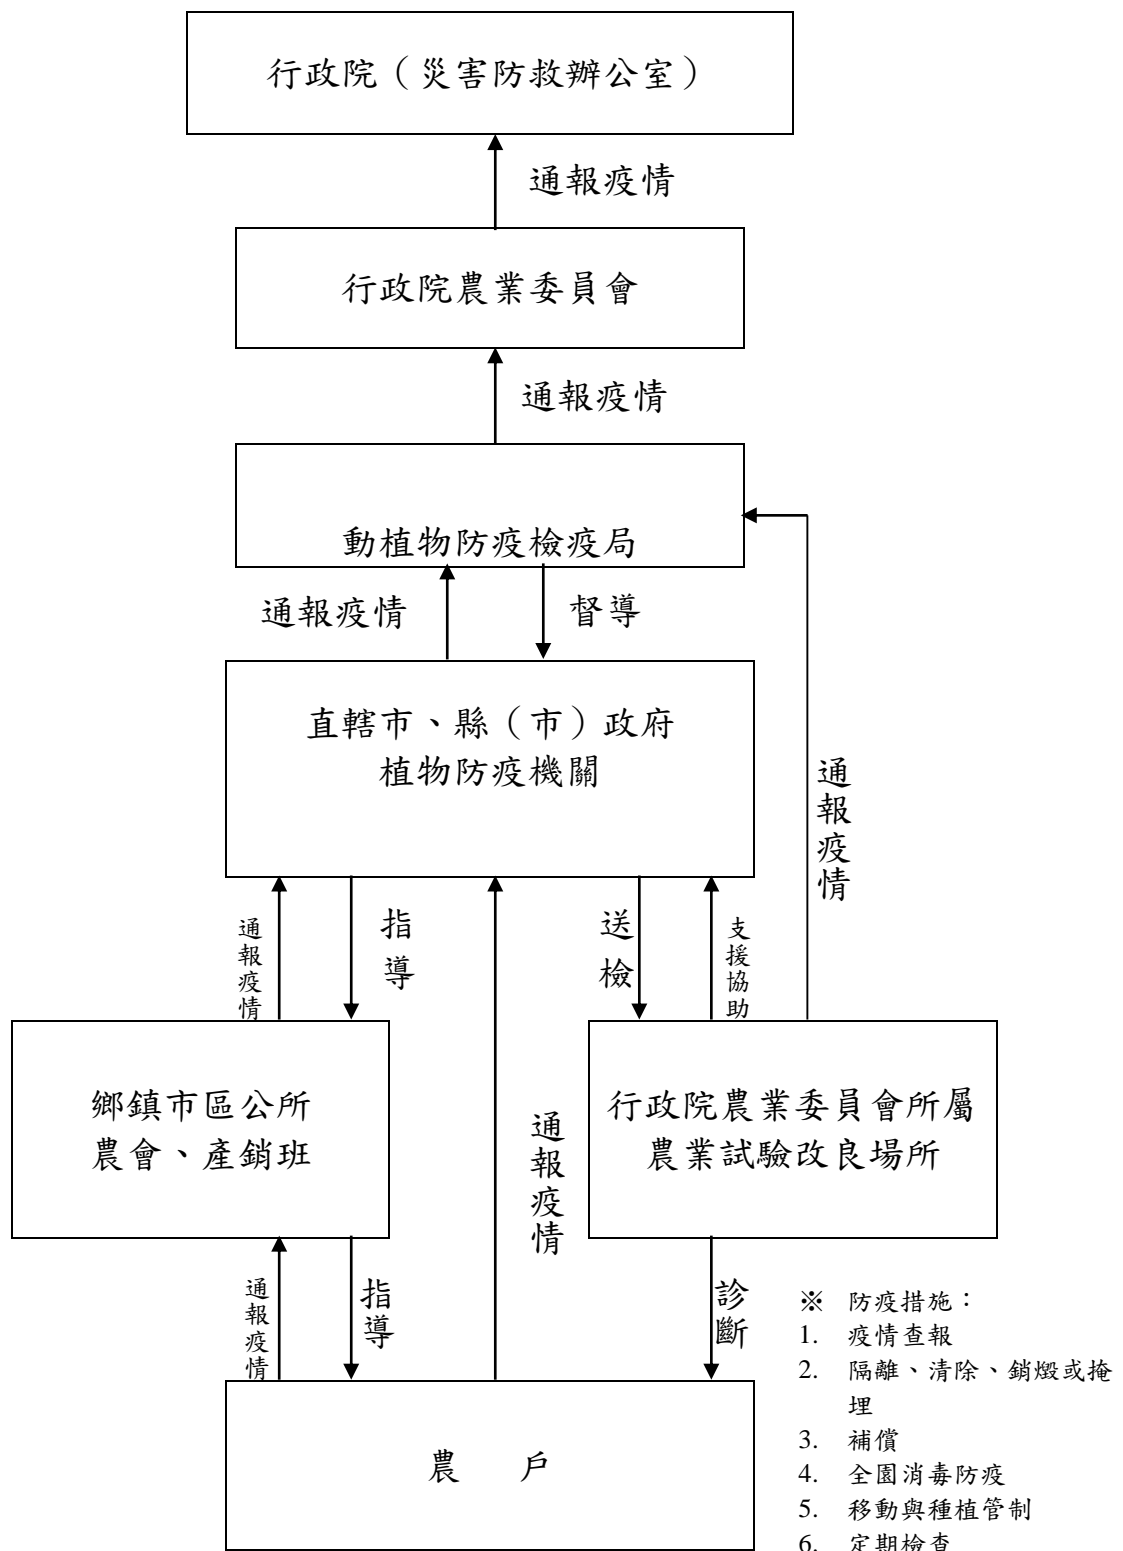 行政院（災害防救辦公室）
通報疫情
行政院農業委員會
通報疫情
動植物防疫檢疫局
通報疫情
督導
直轄市、縣（市）政府
植物防疫機關
通報疫情
通報疫情
指導
送檢
支援協助
鄉鎮市區公所
農會、產銷班
行政院農業委員會所屬
農業試驗改良場所
通報疫情
通報疫情
指導
診斷
農 戶
※ 防疫措施：
1. 疫情查報
2. 隔離、清除、銷燬或掩
埋
3. 補償
4. 全園消毒防疫
5. 移動與種植管制
6. 定期檢查